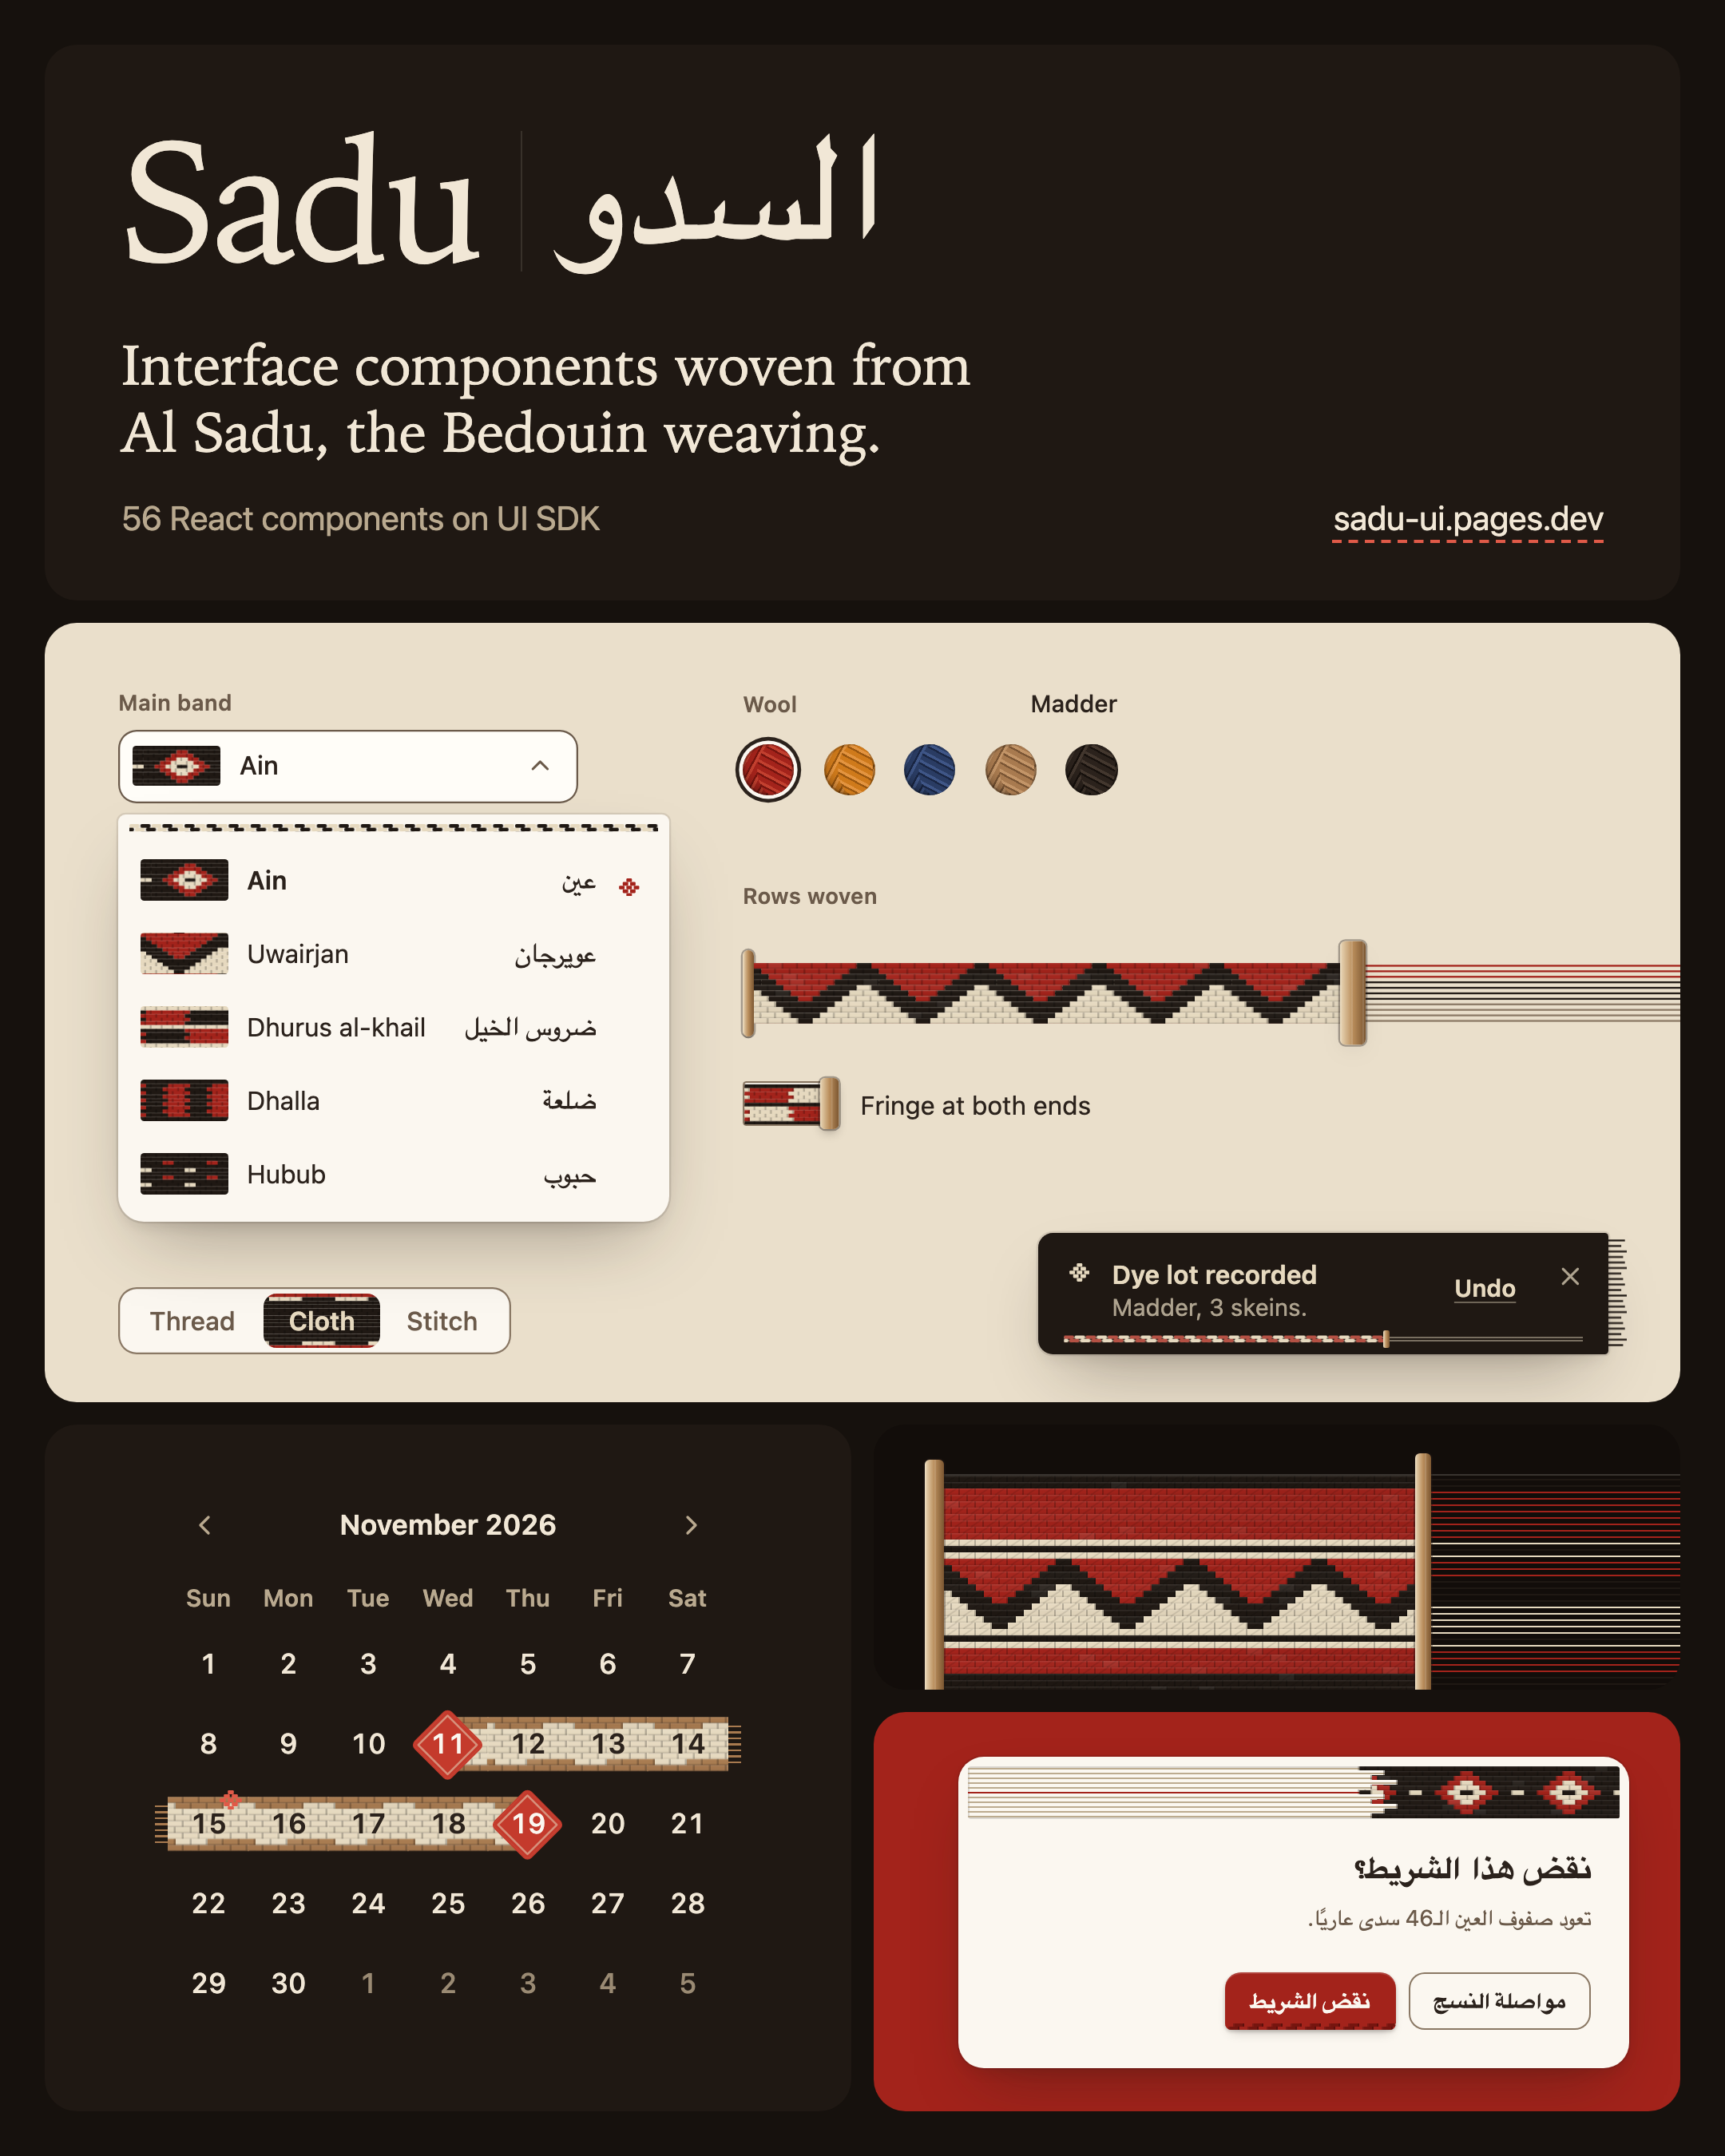 Sadu
السدو
Interface components woven from
Al Sadu, the Bedouin weaving.
56 React components on UI SDK
sadu-ui.pages.dev
Main band
Ain
Ain عين
Uwairjan عويرجان
Dhurus al-khail ضروس الخيل
Dhalla ضلعة
Hubub حبوب
Thread Cloth Stitch
Wool Madder
Rows woven
Fringe at both ends
Dye lot recorded
Madder, 3 skeins.
Undo
November 2026
Sun Mon Tue Wed Thu Fri Sat
1 2 3 4 5 6 7
8 9 10 11 12 13 14
15 16 17 18 19 20 21
22 23 24 25 26 27 28
29 30 1 2 3 4 5
نقض هذا الشريط؟
تعود صفوف العين الـ46 سدى عاريًا.
مواصلة النسج
نقض الشريط